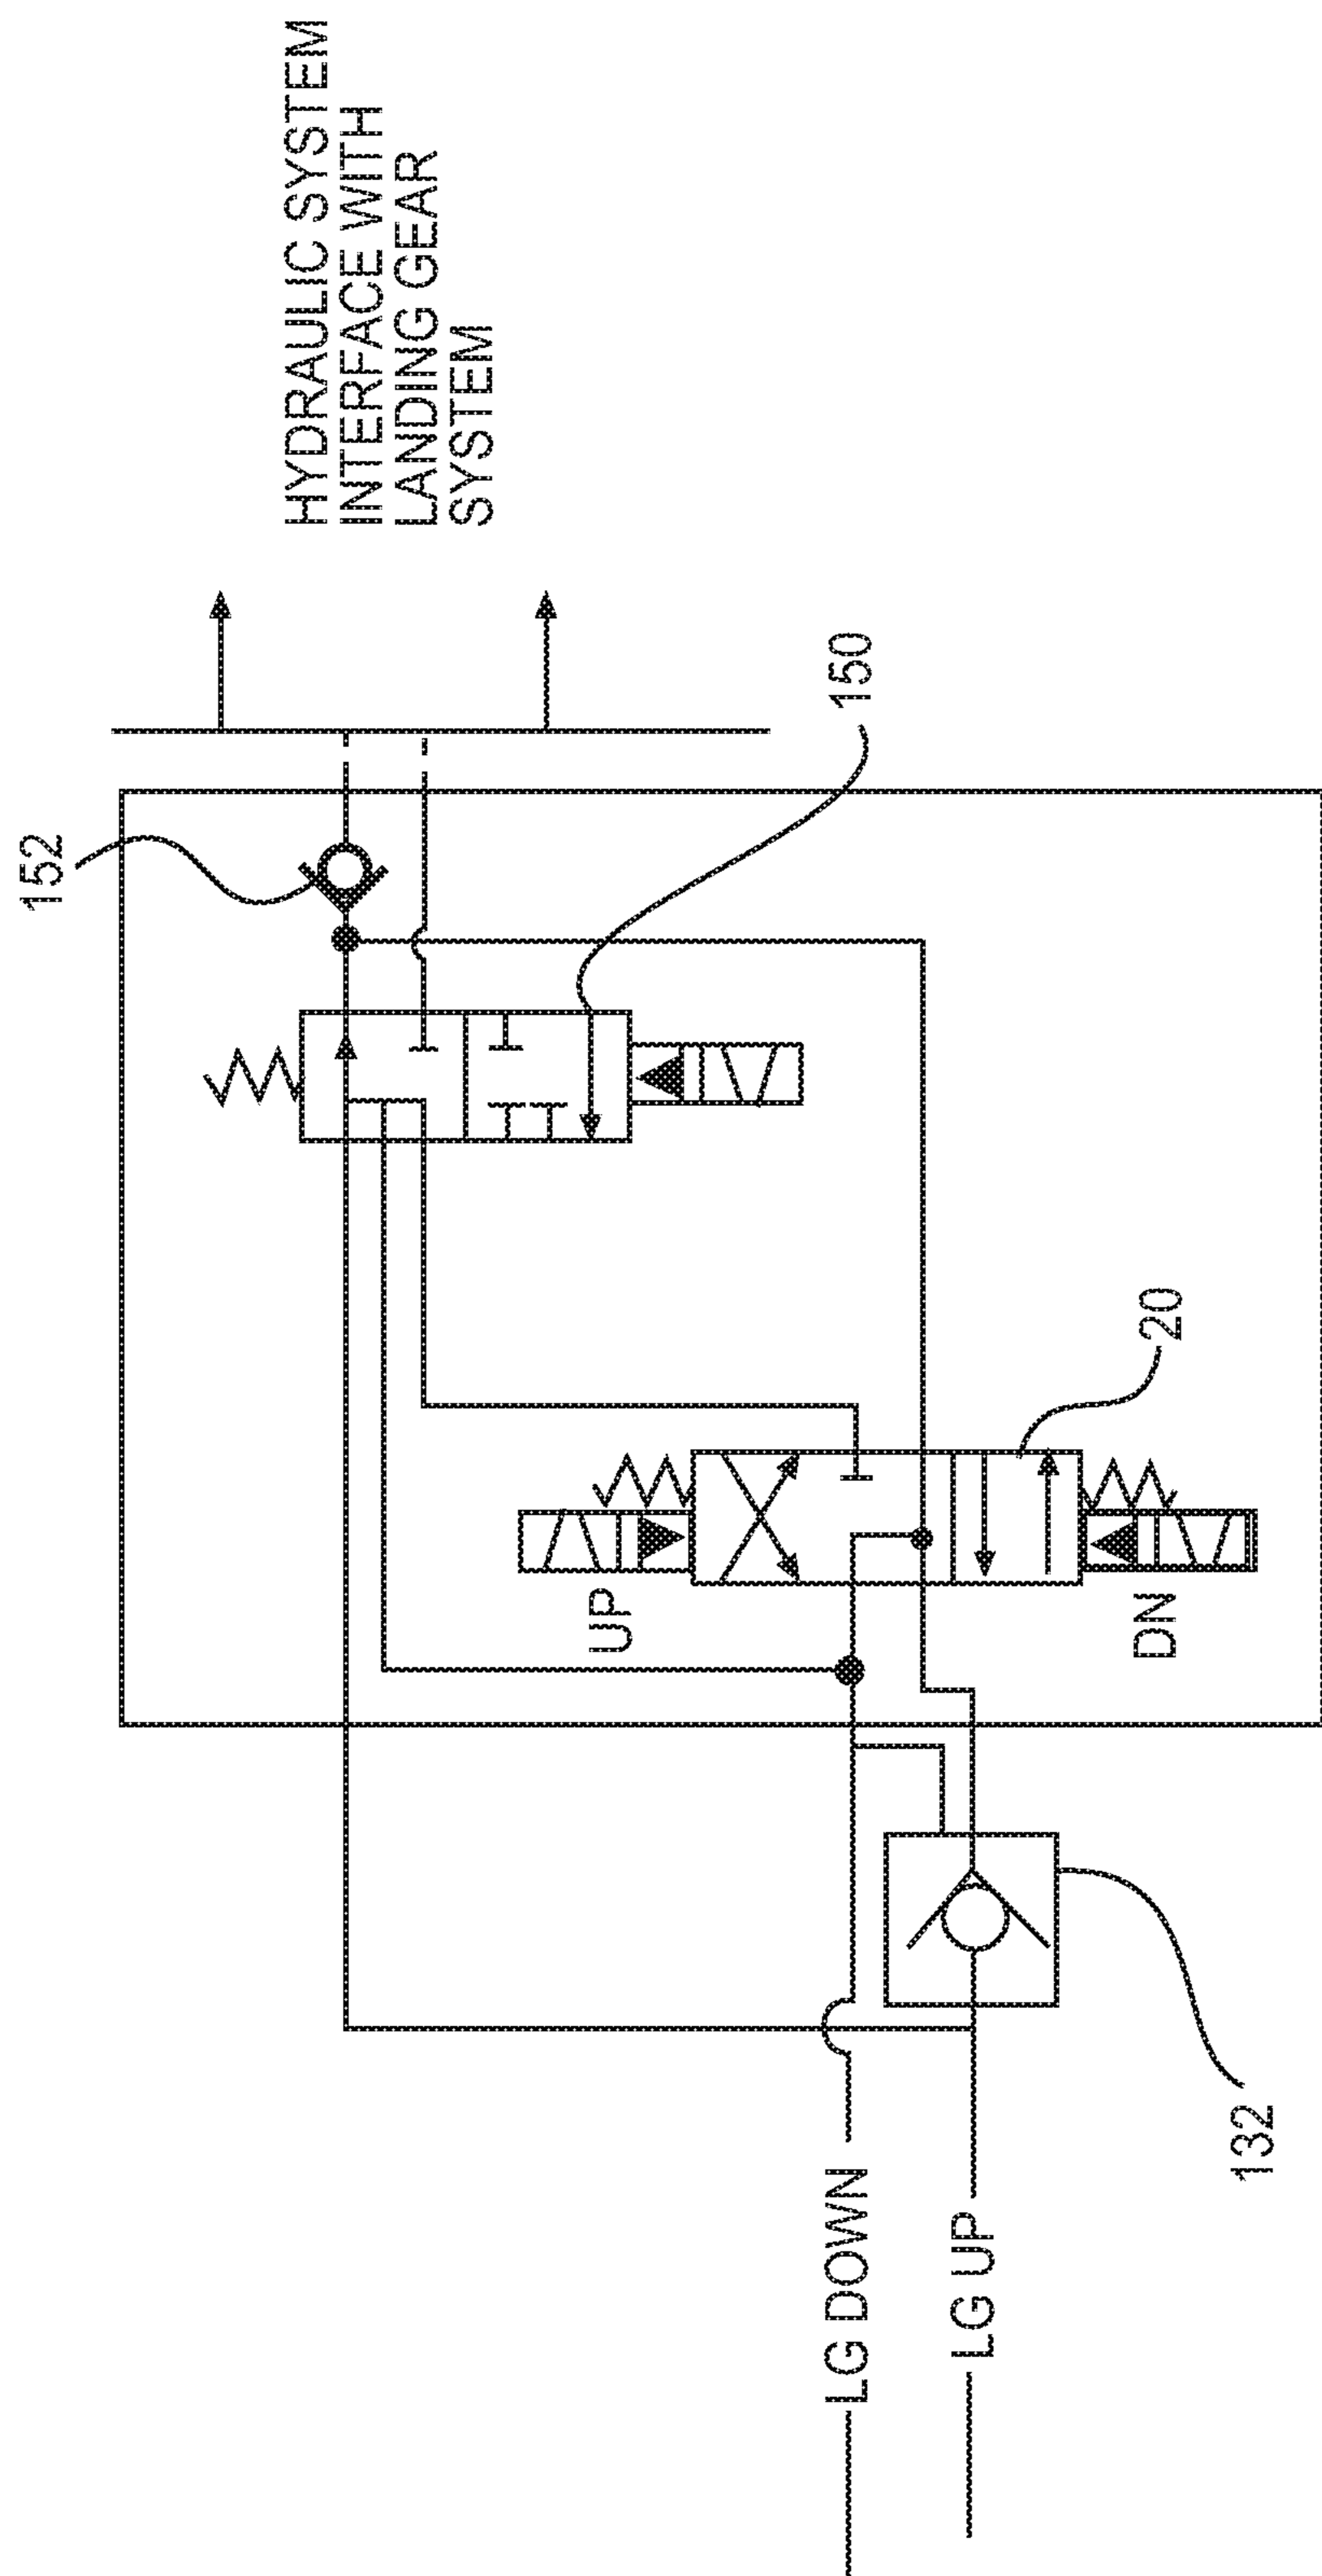 HYDRAULIC SYSTEM
INTERFACE WITH
LANDING GEAR
SYSTEM
152
150
20
UP
DN
132
LG DOWN
LG UP